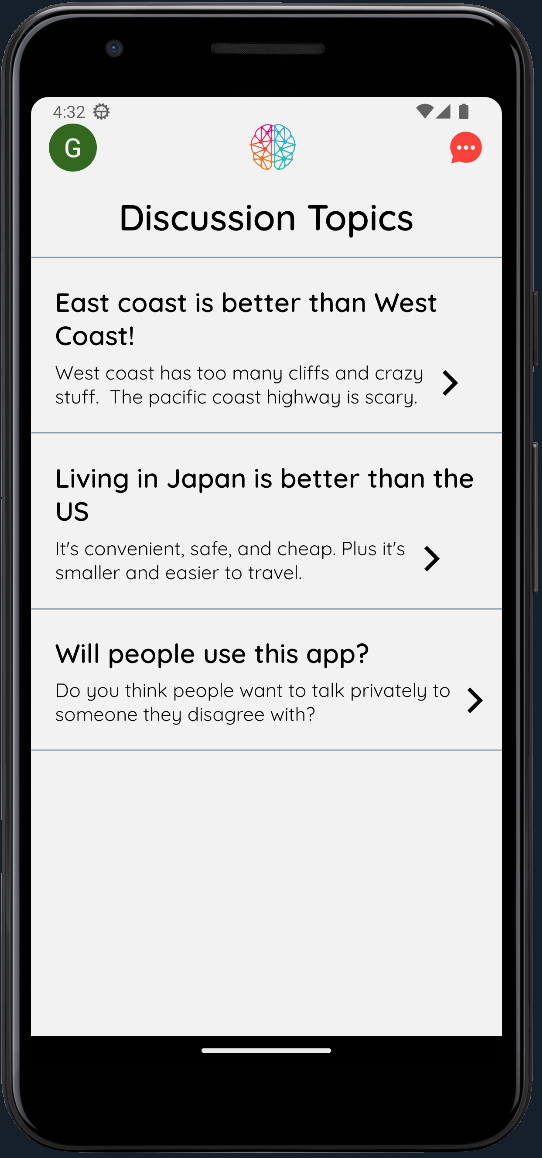 4:32
G
Discussion Topics
East coast is better than West
Coast!
West coast has too many cliffs and crazy
stuff.  The pacific coast highway is scary.
Living in Japan is better than the
US
It's convenient, safe, and cheap. Plus it's
smaller and easier to travel.
Will people use this app?
Do you think people want to talk privately to
someone they disagree with?